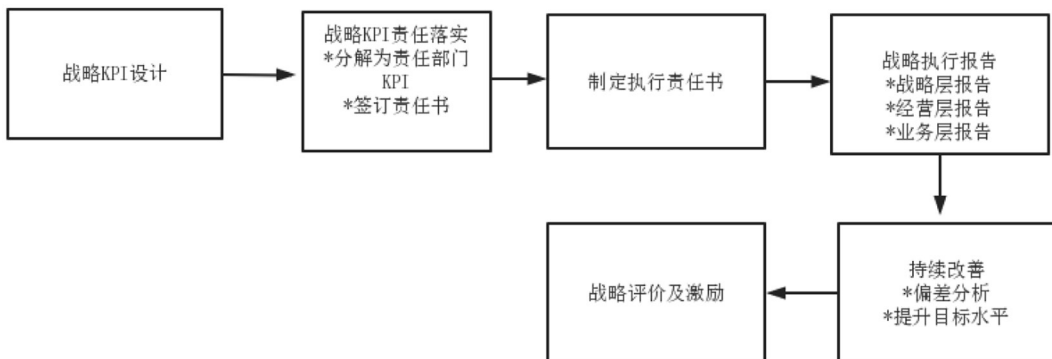 战略KPI设计
战略KPI责任落实
*分解为责任部门
KPI
*签订责任书
制定执行责任书
战略执行报告
*战略层报告
*经营层报告
*业务层报告
持续改善
*偏差分析
*提升目标水平
战略评价及激励